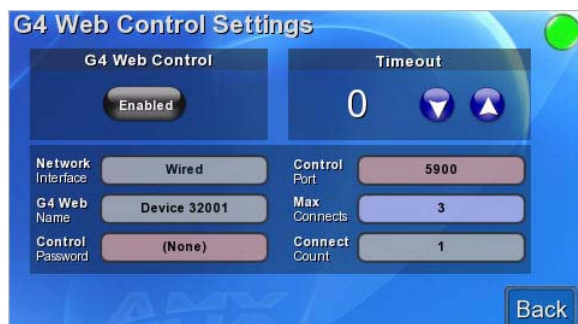 G4 Web Control Settings
G4 Web Control
Timeout
Enabled
0
Network
Interface
Wired
Control
Port
5900
G4 Web
Name
Device 32001
Max
Connects
3
Control
Password
(None)
Connect
Count
1
AMX
Back